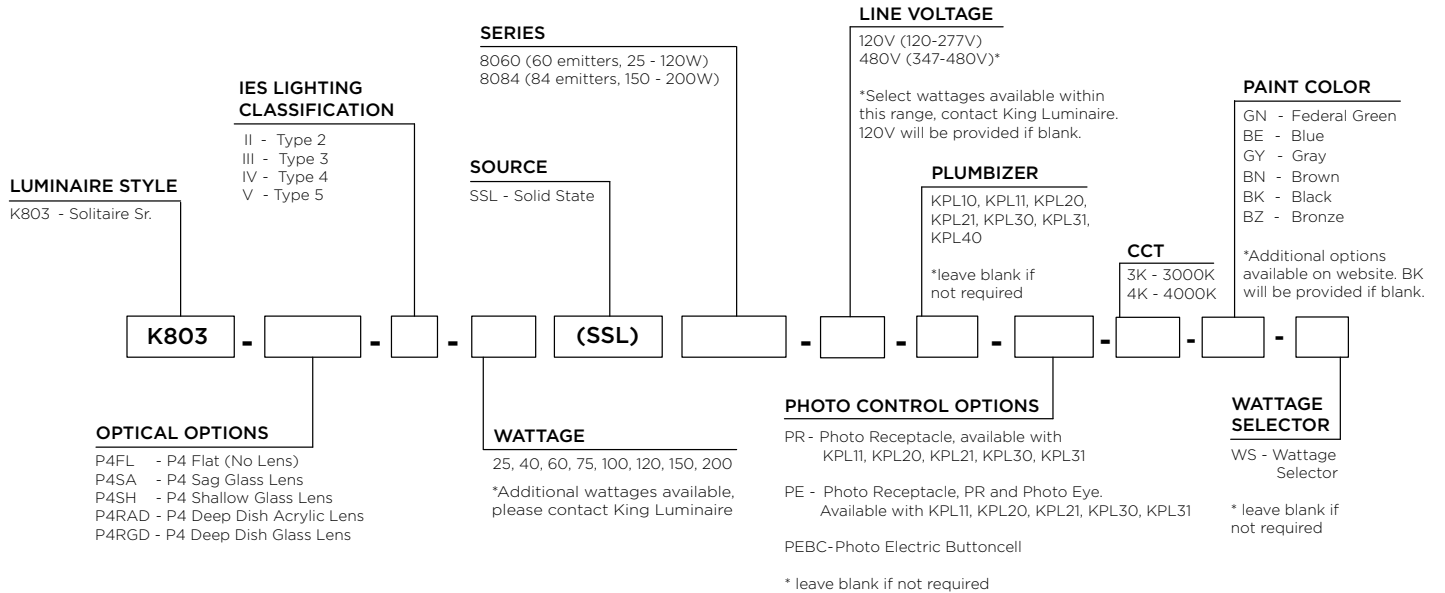 LINE VOLTAGE
120V (120-277V)
480V (347-480V)*
*Select wattages available within
this range, contact King Luminaire.
120V will be provided if blank.
SERIES
8060 (60 emitters, 25 - 120W)
8084 (84 emitters, 150 - 200W)
IES LIGHTING
CLASSIFICATION
II - Type 2
III - Type 3
IV - Type 4
V - Type 5
PAINT COLOR
GN - Federal Green
BE - Blue
GY - Gray
BN - Brown
BK - Black
BZ - Bronze
*Additional options
available on website. BK
will be provided if blank.
SOURCE
SSL - Solid State
PLUMBIZER
KPL10, KPL11, KPL20,
KPL21, KPL30, KPL31,
KPL40
*leave blank if
not required
LUMINAIRE STYLE
K803 - Solitaire Sr.
CCT
3K - 3000K
4K - 4000K
K803 - - - (SSL) - - - - - -
OPTICAL OPTIONS
P4FL - P4 Flat (No Lens)
P4SA - P4 Sag Glass Lens
P4SH - P4 Shallow Glass Lens
P4RAD - P4 Deep Dish Acrylic Lens
P4RGD - P4 Deep Dish Glass Lens
WATTAGE
25, 40, 60, 75, 100, 120, 150, 200
*Additional wattages available,
please contact King Luminaire
PHOTO CONTROL OPTIONS
PR - Photo Receptacle, available with
KPL11, KPL20, KPL21, KPL30, KPL31
PE - Photo Receptacle, PR and Photo Eye.
Available with KPL11, KPL20, KPL21, KPL30, KPL31
PEBC-Photo Electric Buttoncell
* leave blank if not required
WATTAGE
SELECTOR
WS - Wattage
Selector
* leave blank if
not required